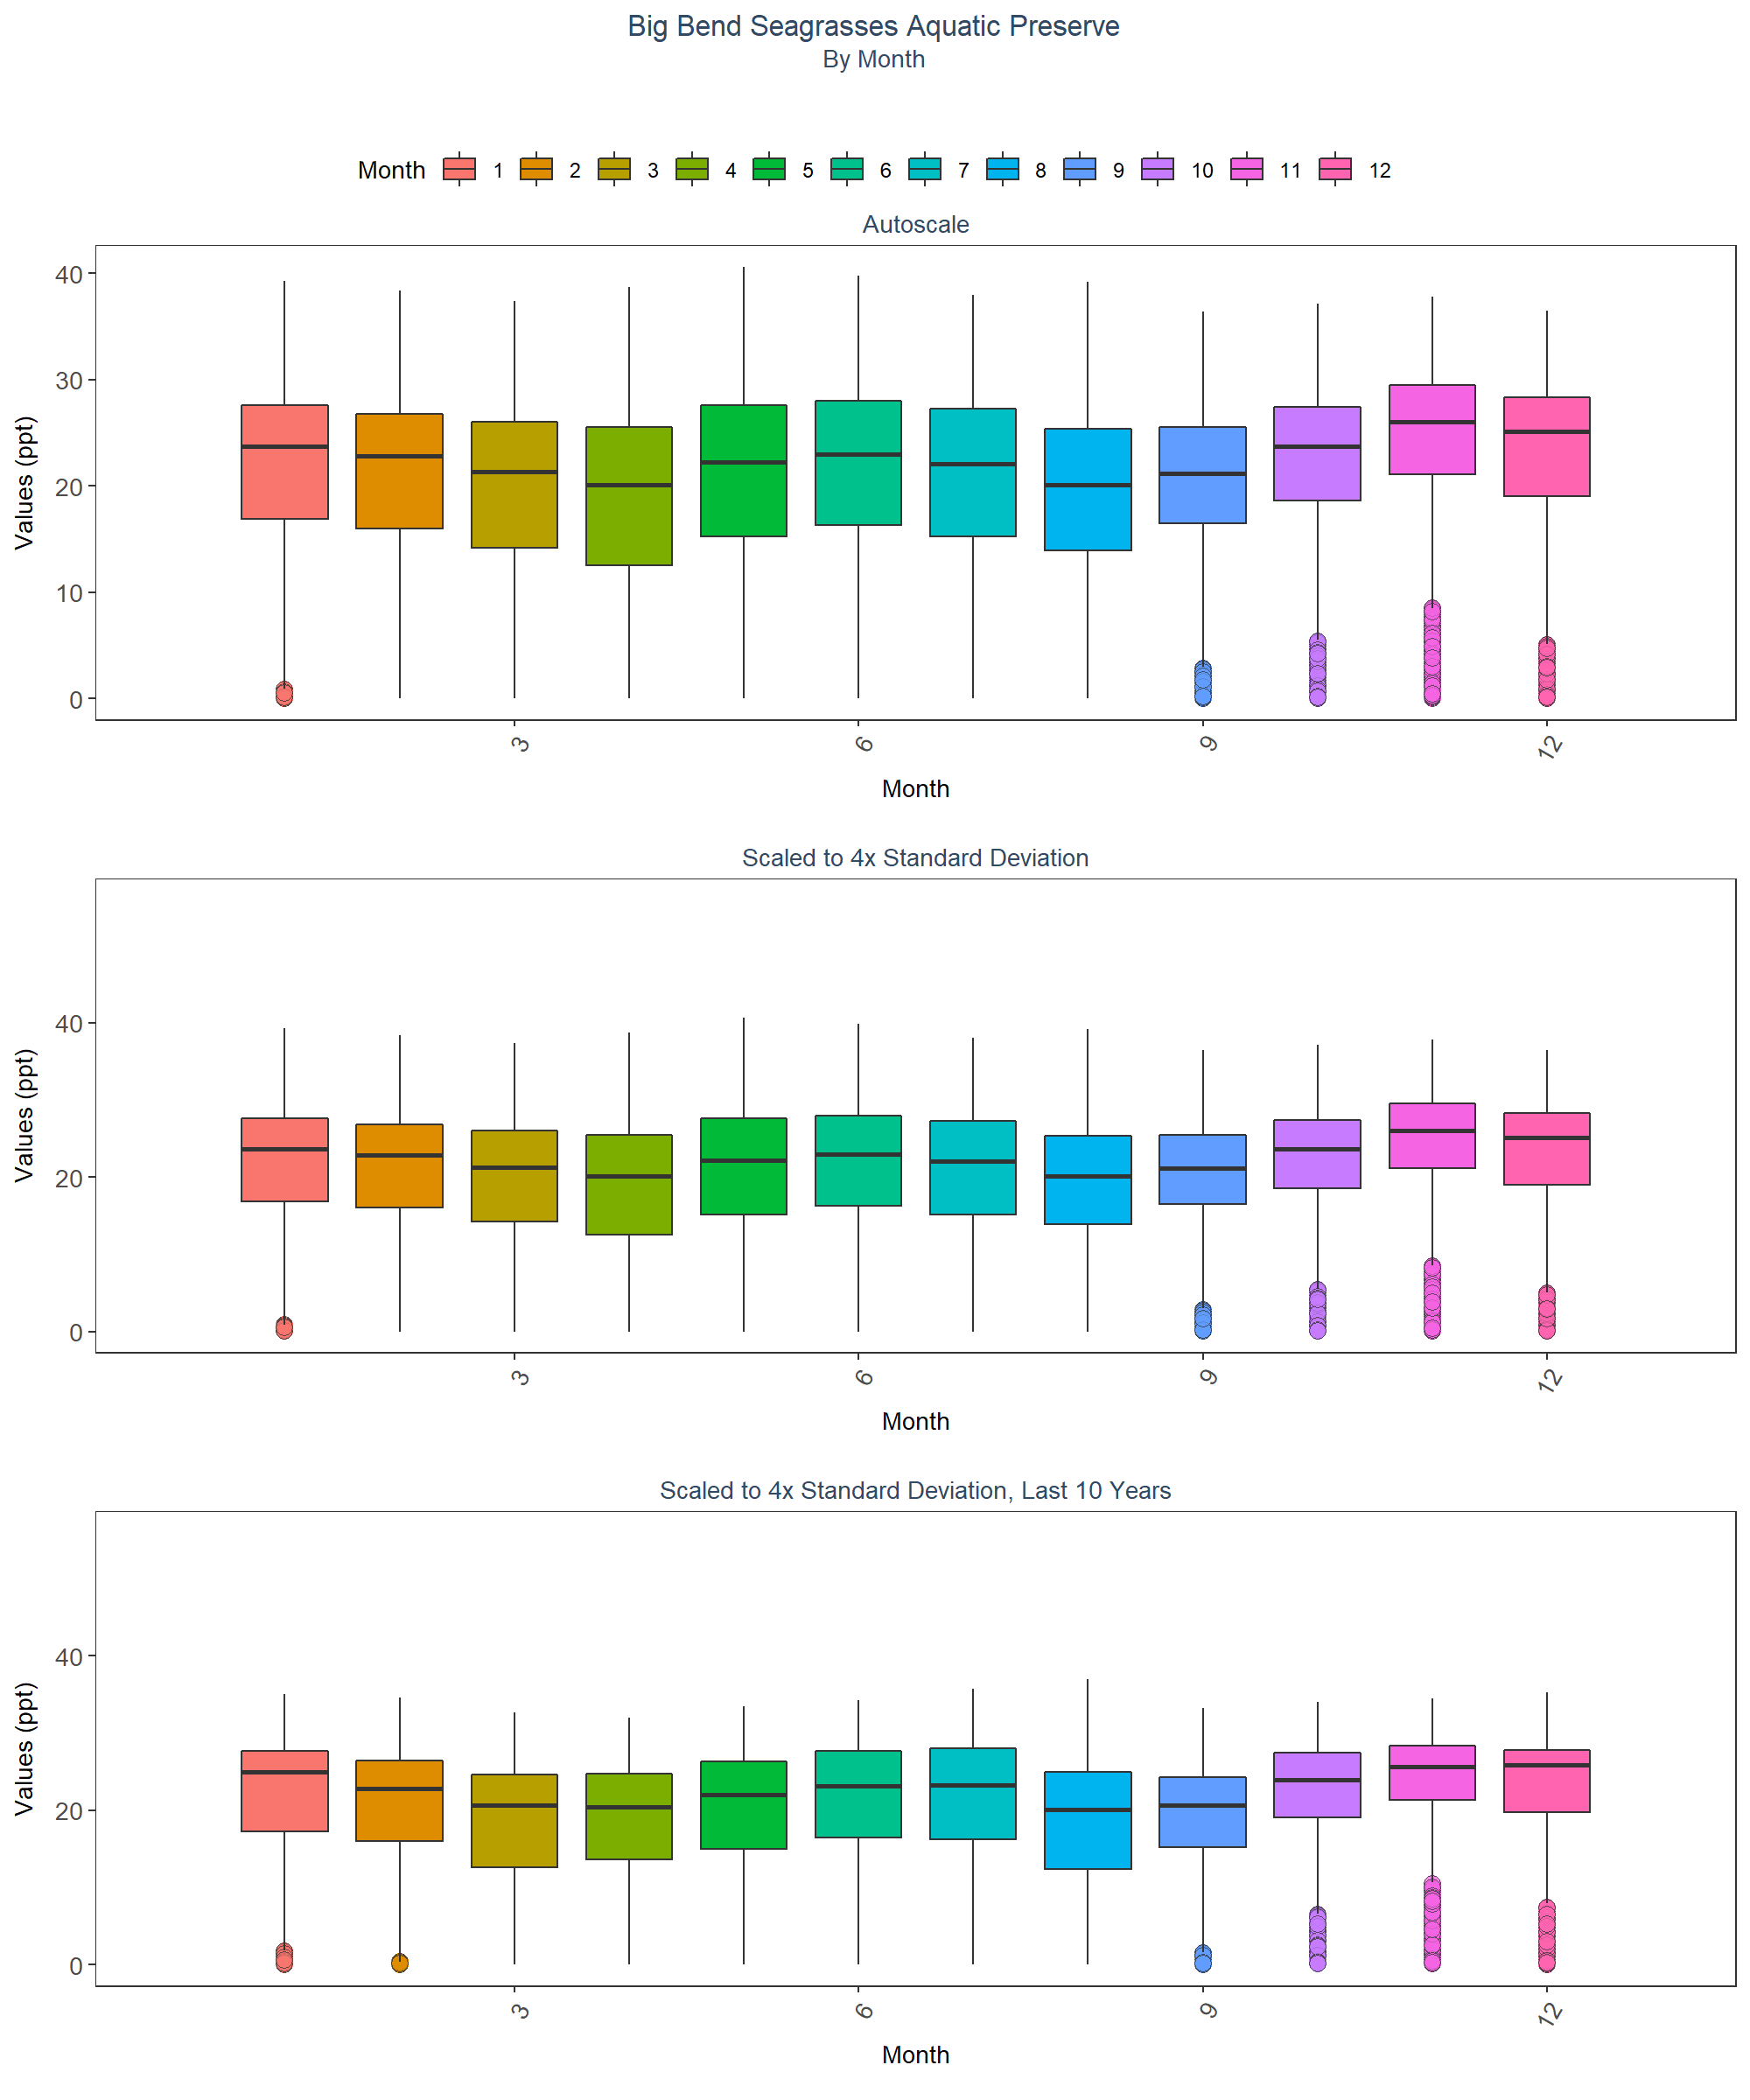 Big Bend Seagrasses Aquatic Preserve
By Month
Month 1 2 3 4 5 6 7 8 9 10 11 12
Autoscale
Values (ppt)
40
30
20
10
0
3 6 9 12
Month
Scaled to 4x Standard Deviation
Values (ppt)
40
20
0
3 6 9 12
Month
Scaled to 4x Standard Deviation, Last 10 Years
Values (ppt)
40
20
0
3 6 9 12
Month